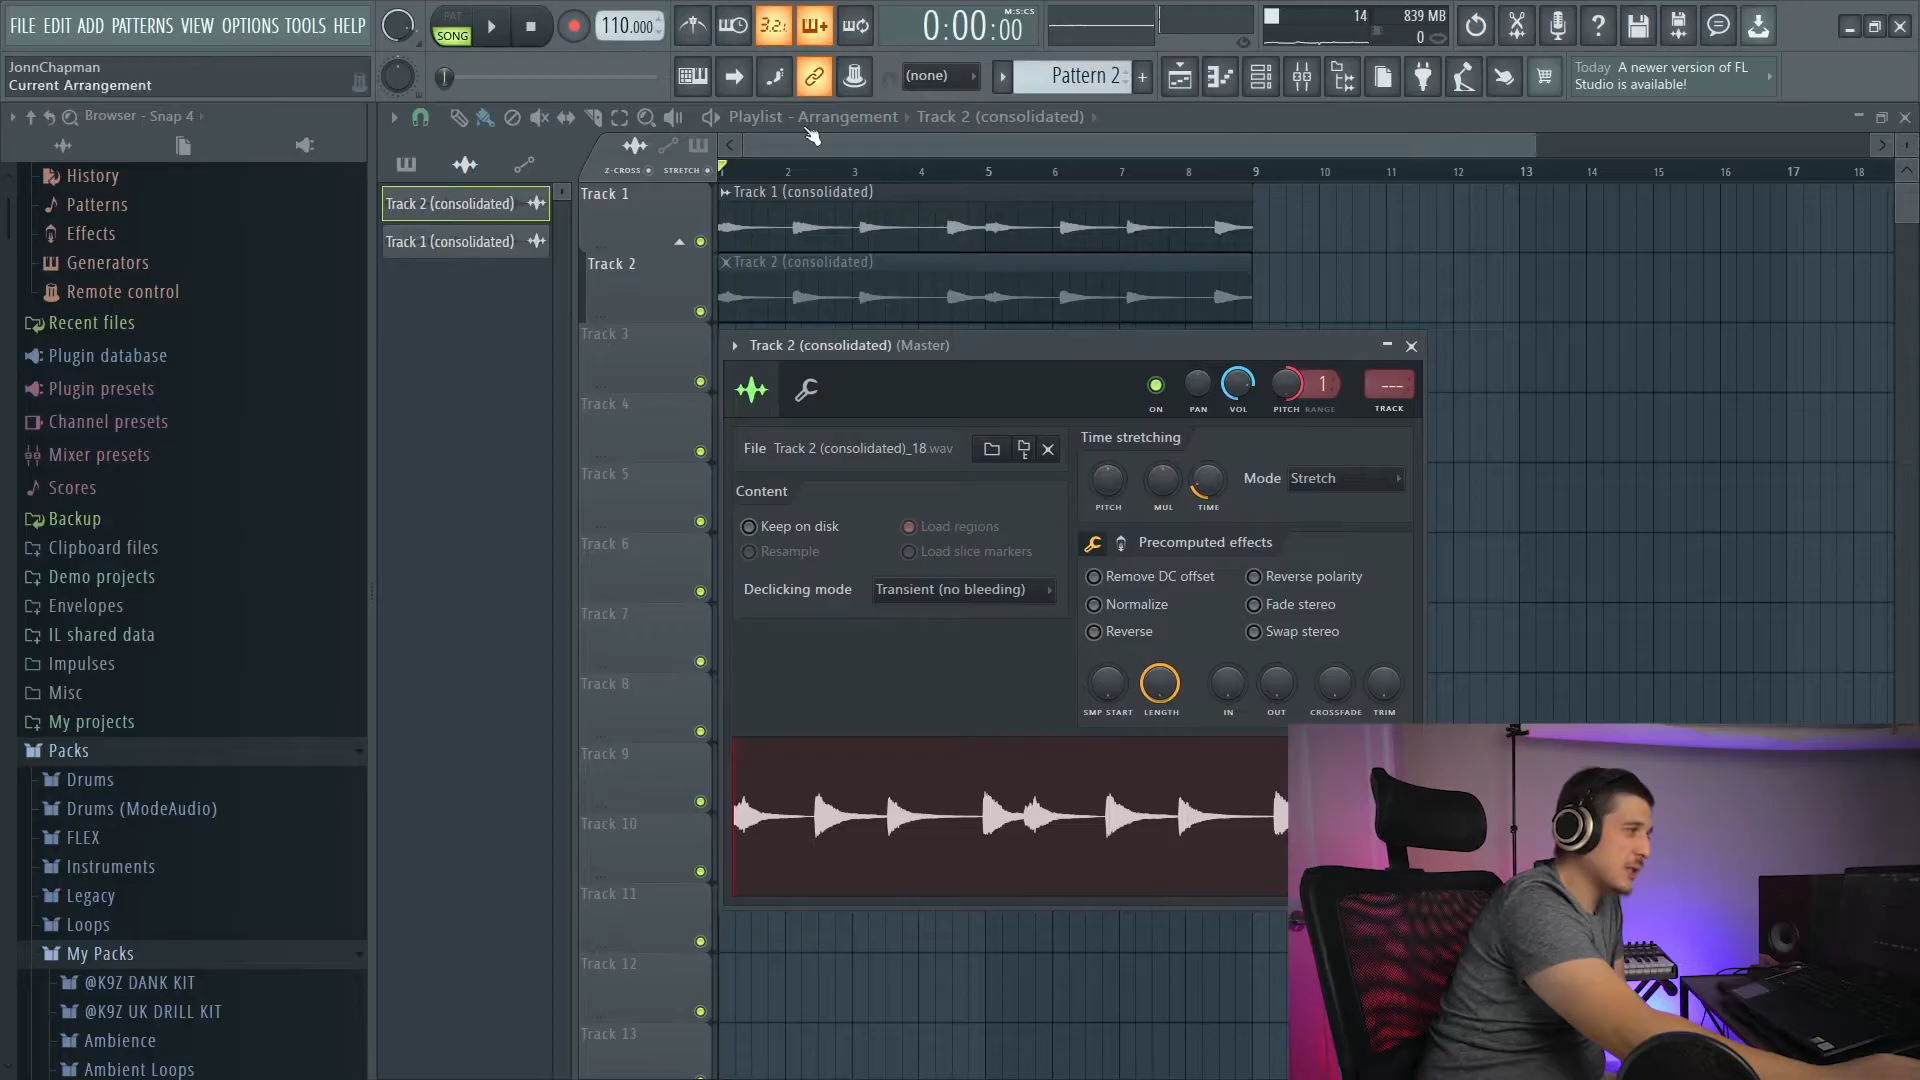 FILE EDIT ADD PATTERNS VIEW OPTIONS TOOLS HELP
PAT
SONG
110.000
3.2.1
0:00:00
M:S:CS
14
839 MB
0
JonnChapman
Current Arrangement
(none)
Pattern 2
+
Today A newer version of FL
Studio is available!
Browser - Snap 4
Playlist - Arrangement › Track 2 (consolidated)
Z-CROSS
STRETCH
1 2 3 4 5 6 7 8 9 10 11 12 13 14 15 16 17 18
History
Patterns
Effects
Generators
Remote control
Recent files
Plugin database
Plugin presets
Channel presets
Mixer presets
Scores
Backup
Clipboard files
Demo projects
Envelopes
IL shared data
Impulses
Misc
My projects
Packs
Drums
Drums (ModeAudio)
FLEX
Instruments
Legacy
Loops
My Packs
@K9Z DANK KIT
@K9Z UK DRILL KIT
Ambience
Ambient Loops
Track 2 (consolidated)
Track 1 (consolidated)
Track 1
Track 2
Track 3
Track 4
Track 5
Track 6
Track 7
Track 8
Track 9
Track 10
Track 11
Track 12
Track 13
Track 1 (consolidated)
Track 2 (consolidated)
Track 2 (consolidated) (Master)
ON
PAN
VOL
PITCH
RANGE
1
---
TRACK
File Track 2 (consolidated)_18.wav
Content
Keep on disk
Load regions
Resample
Load slice markers
Declicking mode
Transient (no bleeding)
Time stretching
PITCH
MUL
TIME
Mode
Stretch
Precomputed effects
Remove DC offset
Reverse polarity
Normalize
Fade stereo
Reverse
Swap stereo
SMP START
LENGTH
IN
OUT
CROSSFADE
TRIM